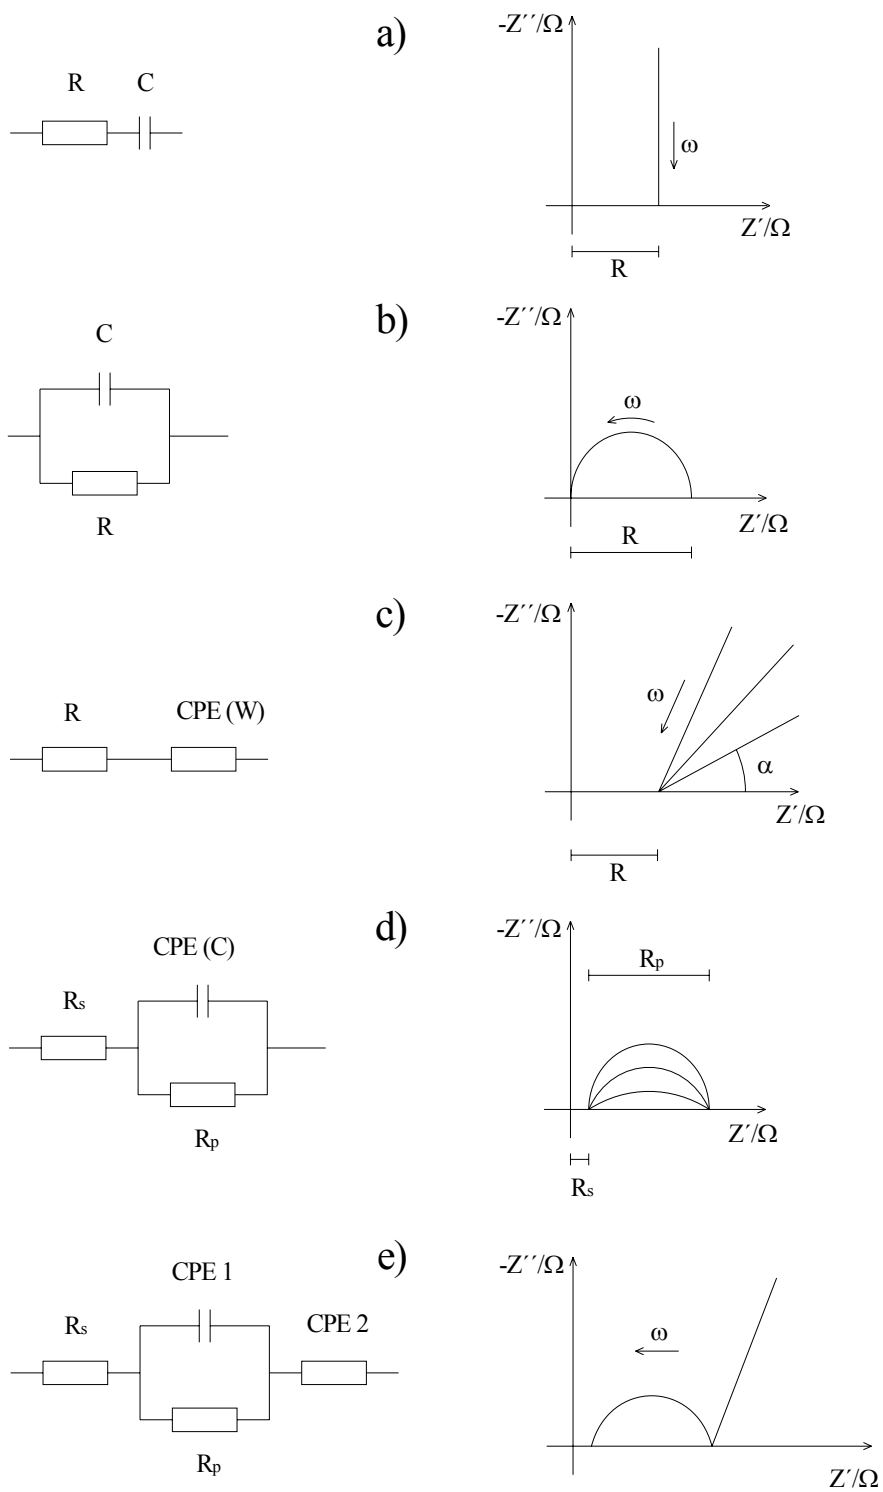 a)
-Z´´/Ω
R C
ω
Z´/Ω
R
b)
-Z´´/Ω
C
ω
R
Z´/Ω
R
c)
-Z´´/Ω
R CPE (W)
ω
α
Z´/Ω
R
d)
-Z´´/Ω
CPE (C)
Rs
Rp
Rp
Z´/Ω
Rs
e)
-Z´´/Ω
CPE 1
Rs
CPE 2
ω
Rp
Z´/Ω